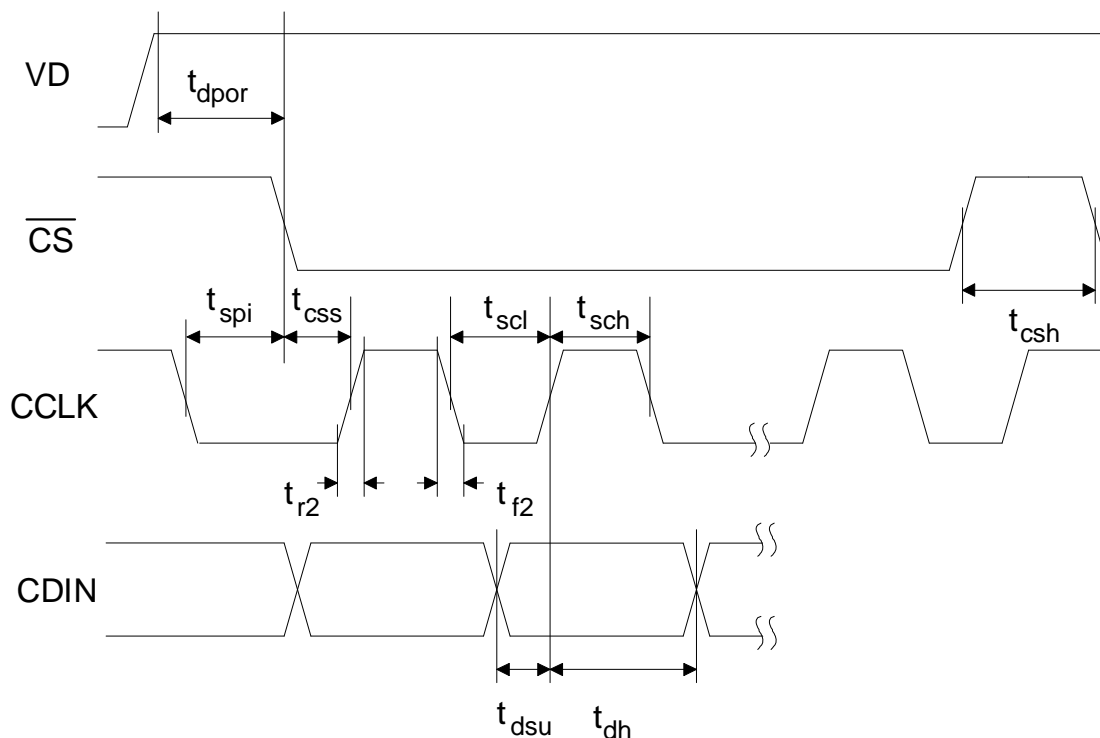 VD
t_dpor
CS
t_spi t_css t_scl t_sch
t_csh
CCLK
t_r2 t_f2
CDIN
t_dsu t_dh